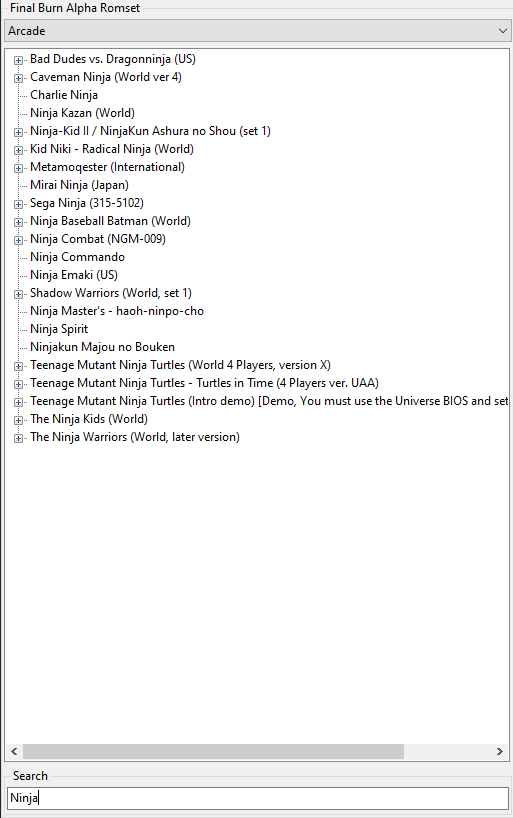 Final Burn Alpha Romset
Arcade
Bad Dudes vs. Dragonninja (US)
Caveman Ninja (World ver 4)
Charlie Ninja
Ninja Kazan (World)
Ninja-Kid II / NinjaKun Ashura no Shou (set 1)
Kid Niki - Radical Ninja (World)
Metamoqester (International)
Mirai Ninja (Japan)
Sega Ninja (315-5102)
Ninja Baseball Batman (World)
Ninja Combat (NGM-009)
Ninja Commando
Ninja Emaki (US)
Shadow Warriors (World, set 1)
Ninja Master's - haoh-ninpo-cho
Ninja Spirit
Ninjakun Majou no Bouken
Teenage Mutant Ninja Turtles (World 4 Players, version X)
Teenage Mutant Ninja Turtles - Turtles in Time (4 Players ver. UAA)
Teenage Mutant Ninja Turtles (Intro demo) [Demo, You must use the Universe BIOS and set
The Ninja Kids (World)
The Ninja Warriors (World, later version)
Search
Ninja